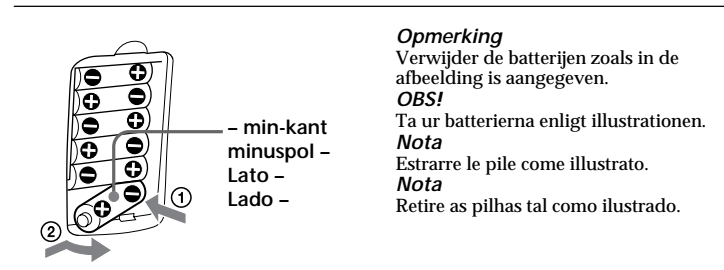 – min-kant
minuspol –
Lato –
Lado –
①
②
Opmerking
Verwijder de batterijen zoals in de
afbeelding is aangegeven.
OBS!
Ta ur batterierna enligt illustrationen.
Nota
Estrarre le pile come illustrato.
Nota
Retire as pilhas tal como ilustrado.